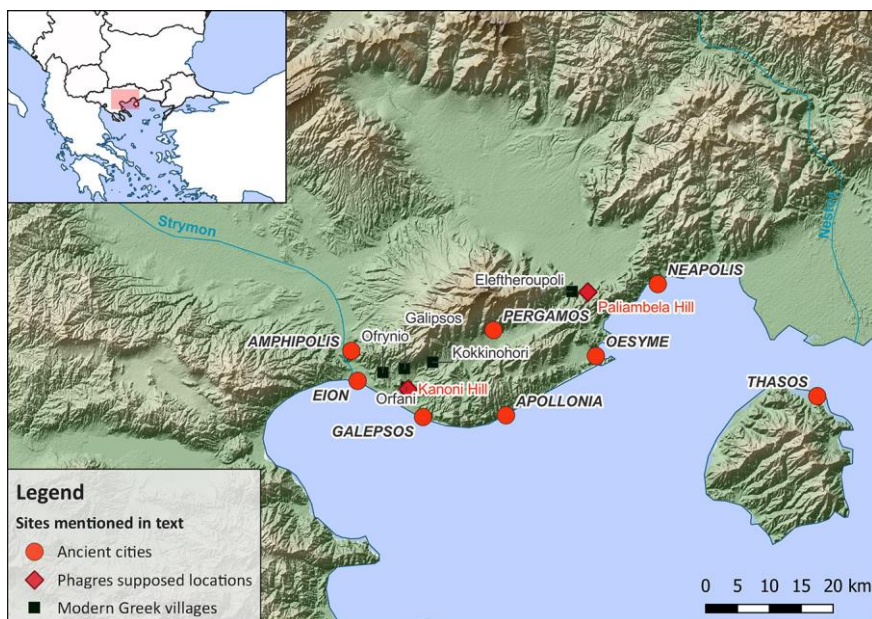 Strymon
Nestos
NEAPOLIS
Eleftheroupoli
Paliambela Hill
Galipsos
PERGAMOS
AMPHIPOLIS
Ofrynio
OESYME
Kokkinohori
EION
Kanoni Hill
Orfani
THASOS
APOLLONIA
GALEPSOS
Legend
Sites mentioned in text
Ancient cities
Phagres supposed locations
Modern Greek villages
0 5 10 15 20 km